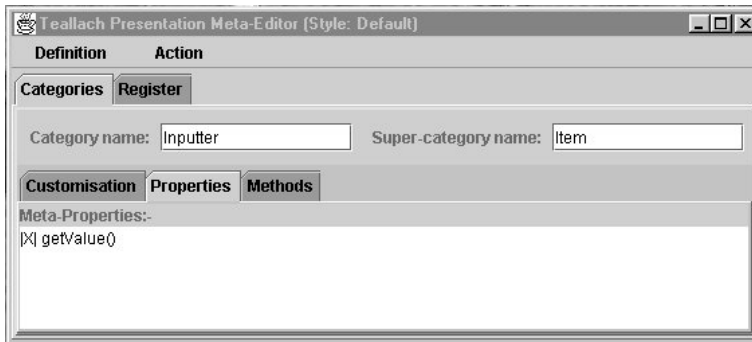 Teallach Presentation Meta-Editor (Style: Default)
Definition Action
Categories Register
Category name: Inputter Super-category name: Item
Customisation Properties Methods
Meta-Properties:-
|X| getValue()